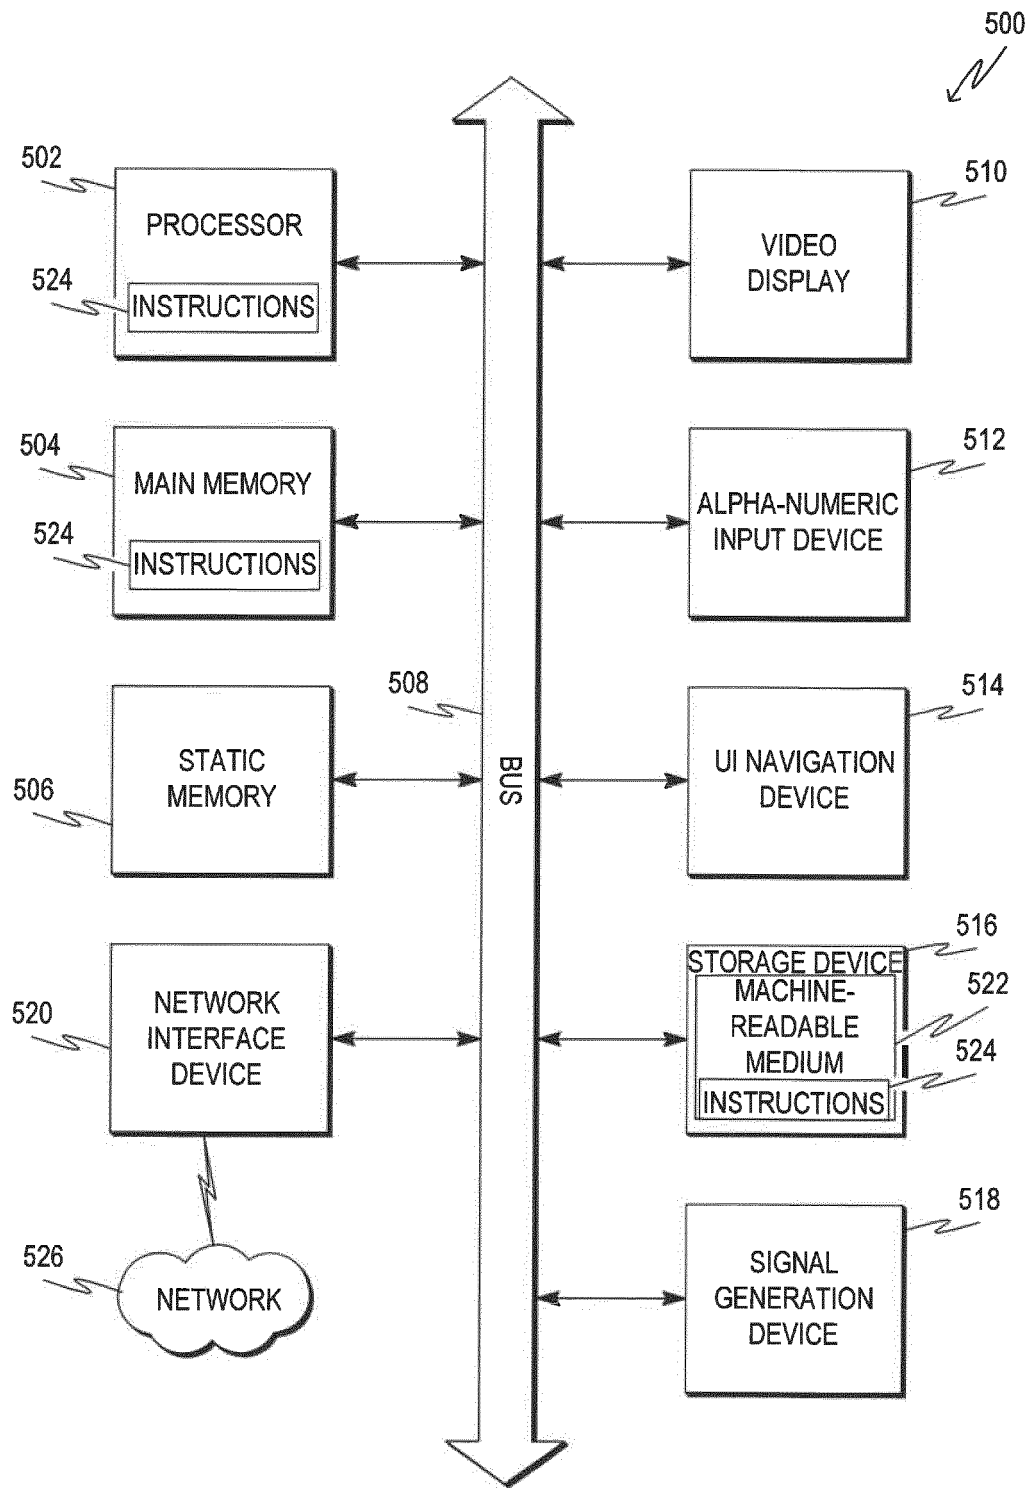 500
502
PROCESSOR
524
INSTRUCTIONS
510
VIDEO
DISPLAY
504
MAIN MEMORY
524
INSTRUCTIONS
512
ALPHA-NUMERIC
INPUT DEVICE
508
BUS
506
STATIC
MEMORY
514
UI NAVIGATION
DEVICE
520
NETWORK
INTERFACE
DEVICE
516
STORAGE DEVICE
522
MACHINE-
READABLE
MEDIUM
524
INSTRUCTIONS
526
NETWORK
518
SIGNAL
GENERATION
DEVICE